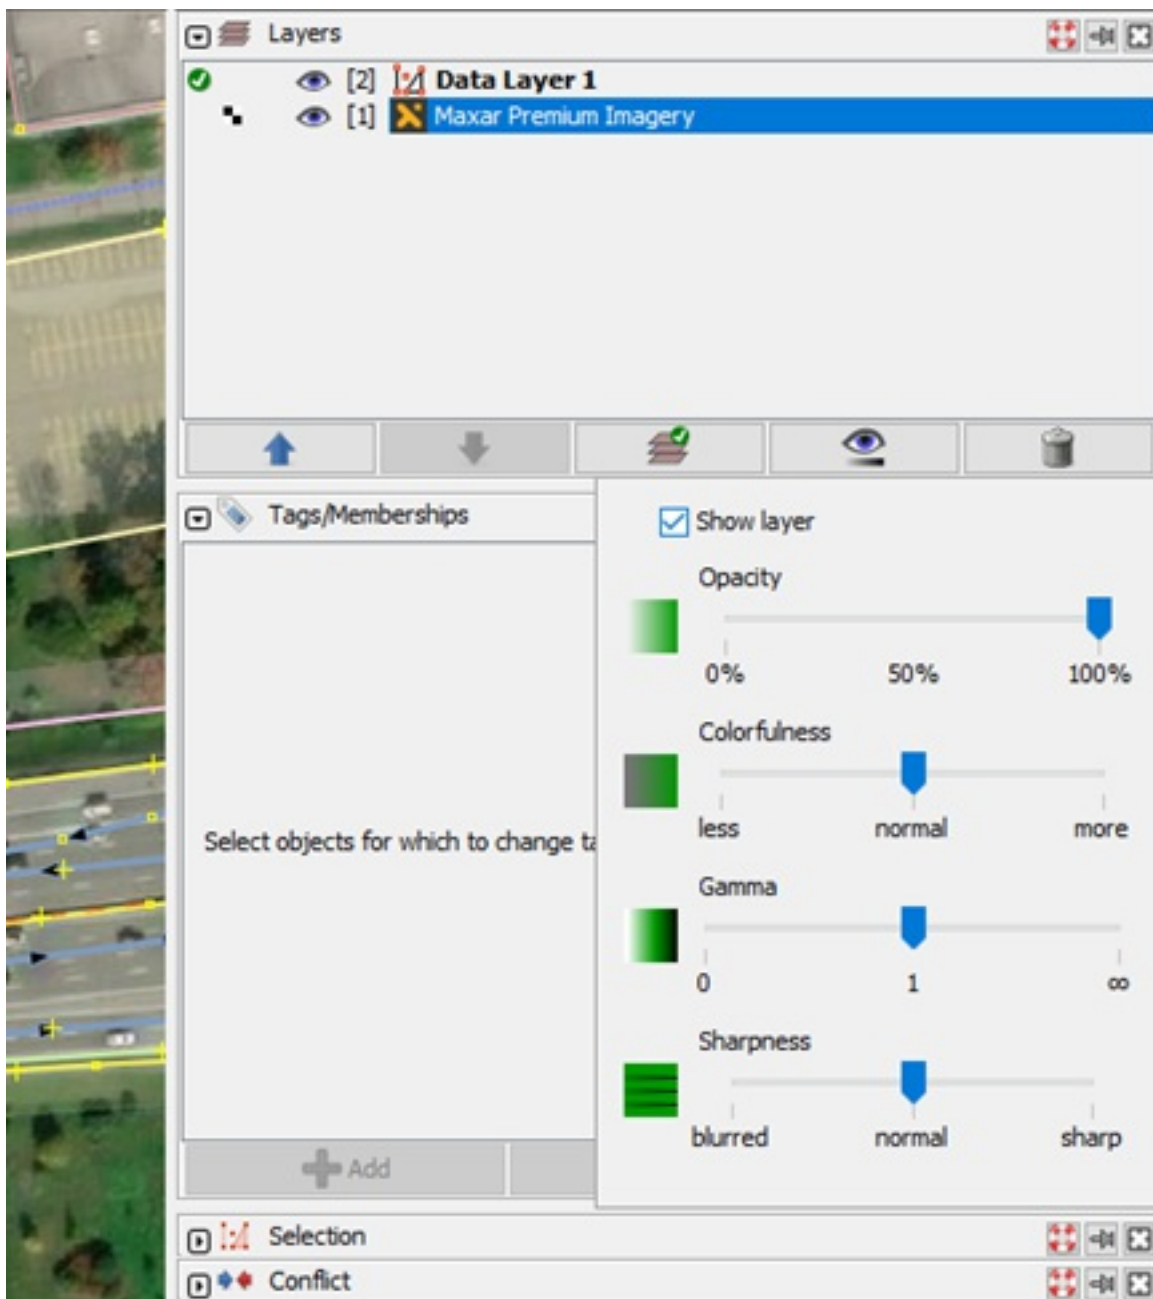 Layers
[2] Data Layer 1
[1] Maxar Premium Imagery
Tags/Memberships
Show layer
Opacity
0% 50% 100%
Colorfulness
less normal more
Select objects for which to change ta
Gamma
0 1 ∞
Sharpness
blurred normal sharp
Add
Selection
Conflict